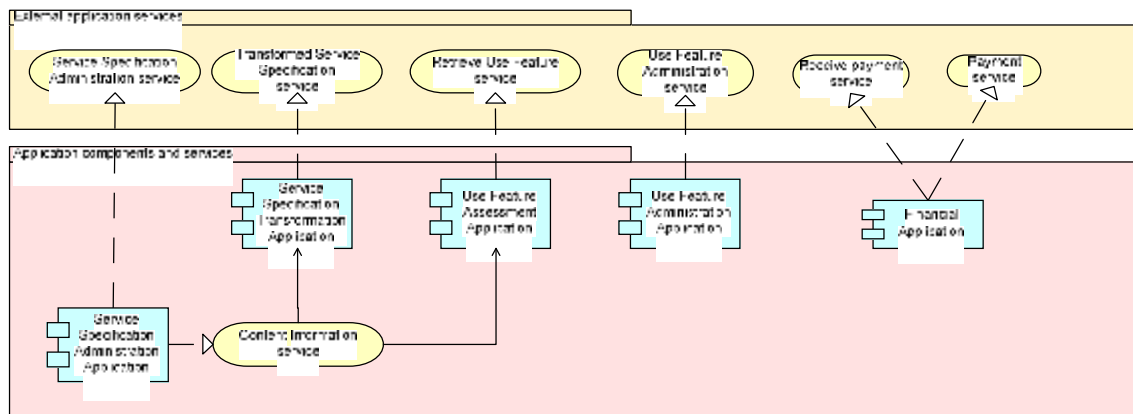 External application services
Service Specification
Administration service
Transformed Service
Specification
service
Retrieve Use Feature
service
Use Feature
Administration
service
Receive payment
service
Payment
service
Application components and services
Service
Specification
Transformation
Application
Use Feature
Assessment
Application
Use Feature
Administration
Application
Financial
Application
Service
Specification
Administration
Application
Content Information
service